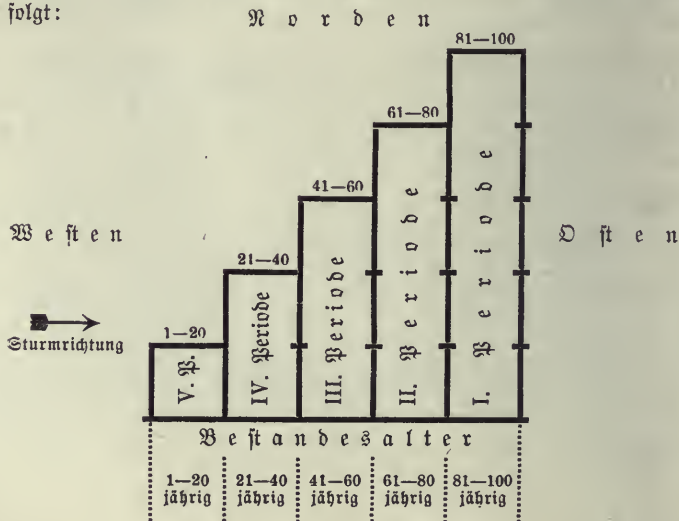 folgt:
Norden
81—100
61—80
41—60
Westen
Osten
21—40
Sturmrichtung
1—20
V. P.
IV. Periode
III. Periode
II. Periode
I. Periode
Bestandesalter
1—20 21—40 41—60 61—80 81—100
jährig jährig jährig jährig jährig